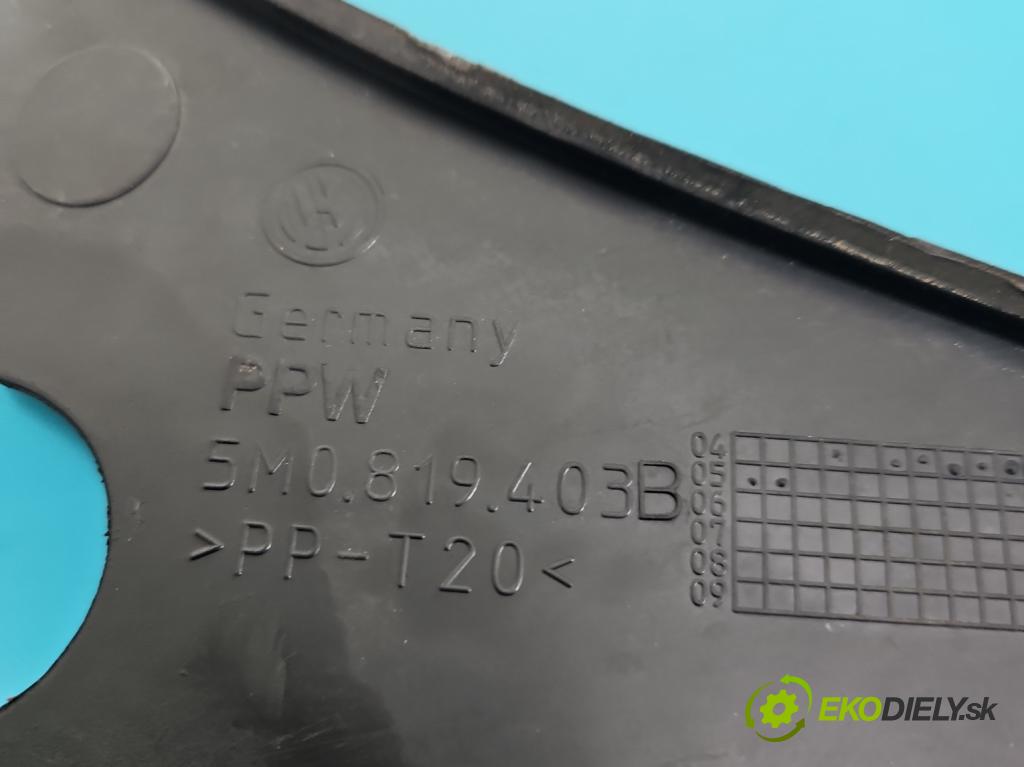 Germany
PPW
5M0.819.403B
>PP-T20<
04
05
06
07
08
09
EKODIELY.sk